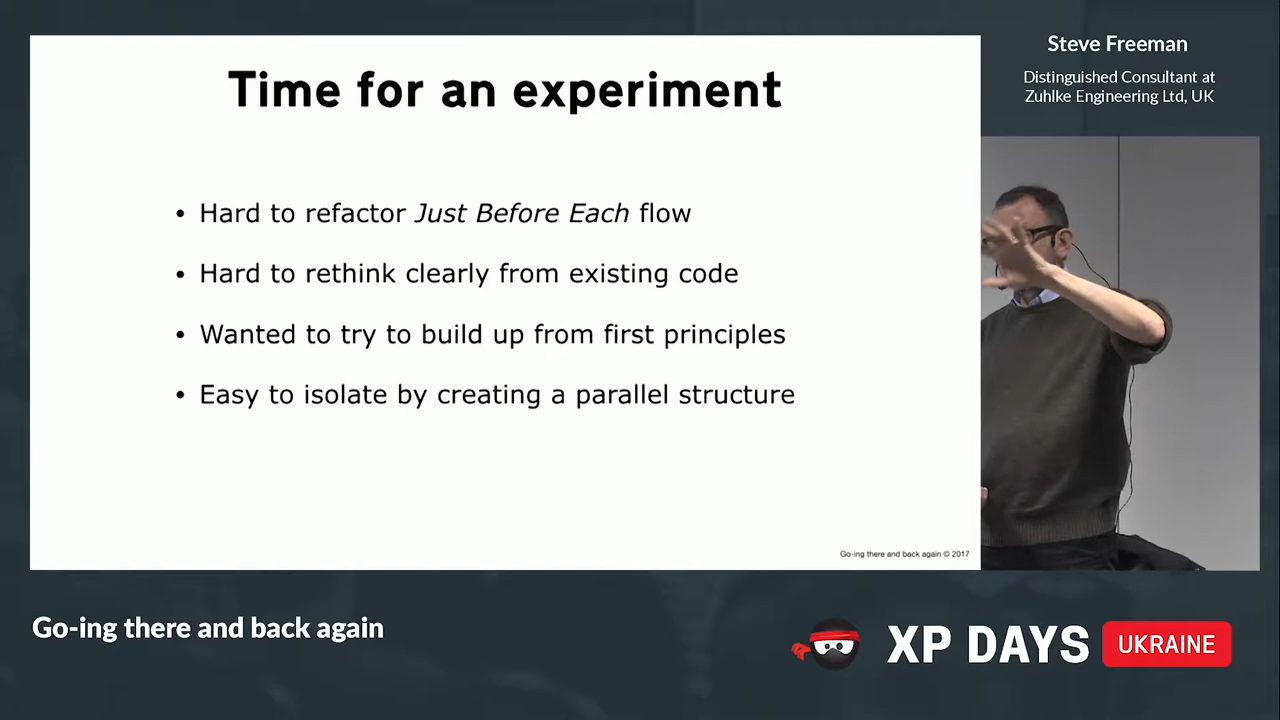 Time for an experiment
• Hard to refactor Just Before Each flow
• Hard to rethink clearly from existing code
• Wanted to try to build up from first principles
• Easy to isolate by creating a parallel structure
Go-ing there and back again © 2017
Steve Freeman
Distinguished Consultant at
Zuhlke Engineering Ltd, UK
Go-ing there and back again
XP DAYS UKRAINE